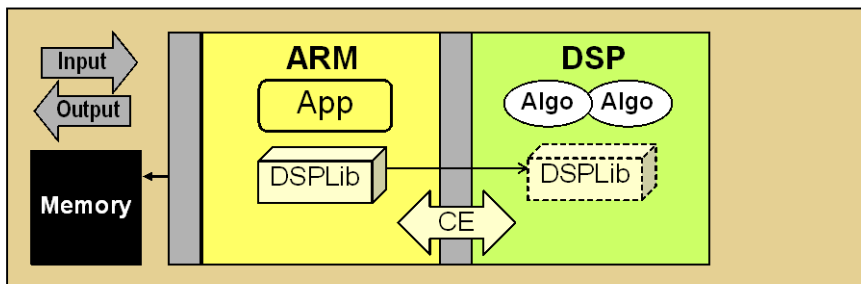 Input
Output
Memory
ARM
App
DSPLib
CE
DSP
Algo Algo
DSPLib